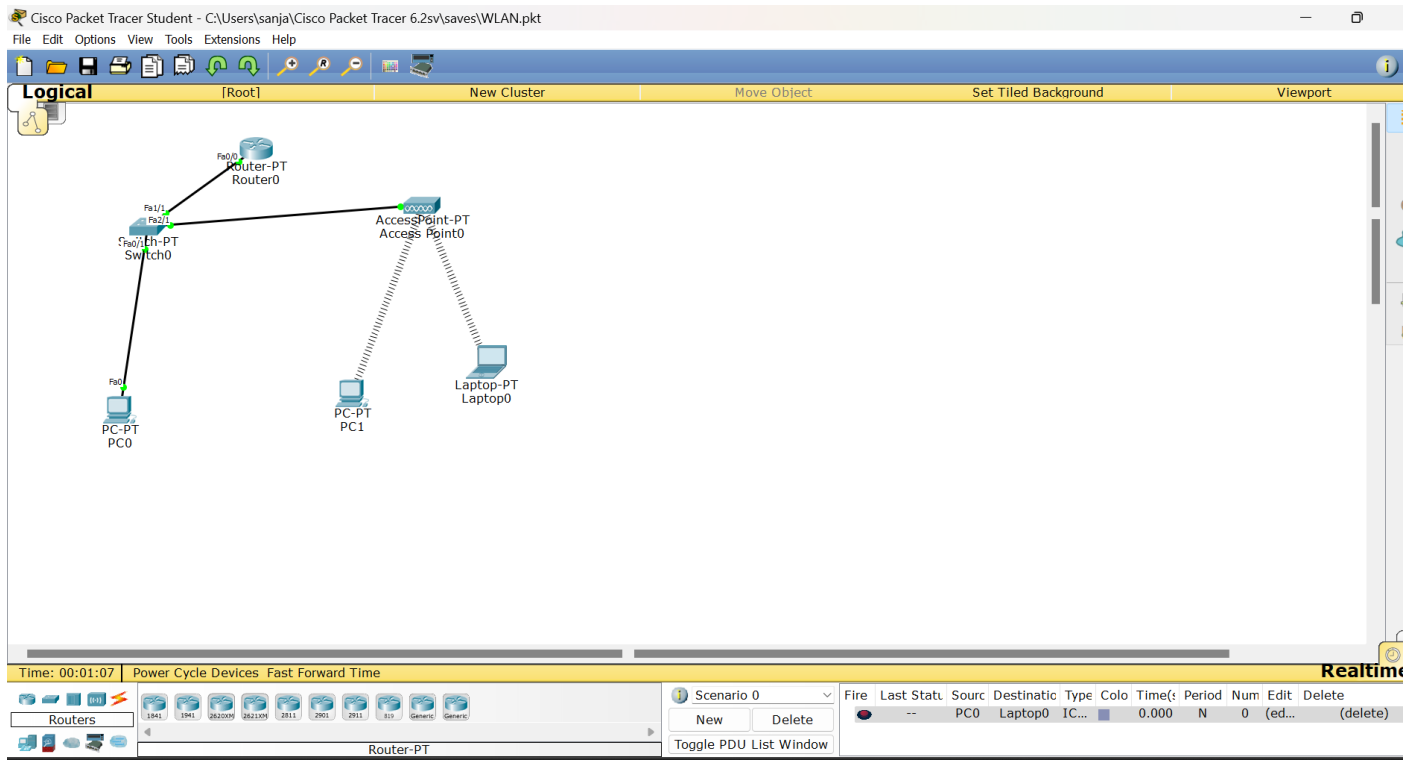 Cisco Packet Tracer Student - C:\Users\sanja\Cisco Packet Tracer 6.2sv\saves\WLAN.pkt
File Edit Options View Tools Extensions Help
Logical [Root] New Cluster Move Object Set Tiled Background Viewport
Fa0/0
Router-PT
Router0
Fa1/1
Fa2/1
AccessPoint-PT
Access Point0
Fa0/1
Switch0
Fa0
PC-PT
PC0
PC-PT
PC1
Laptop-PT
Laptop0
Time: 00:01:07 Power Cycle Devices Fast Forward Time Realtime
Routers
1841 1941 2620XM 2621XM 2811 2901 2911 819 Generic Generic
Router-PT
Scenario 0
New Delete
Toggle PDU List Window
Fire Last Statu Sourc Destinatic Type Colo Time(s Period Num Edit Delete
-- PC0 Laptop0 IC... 0.000 N 0 (ed... (delete)